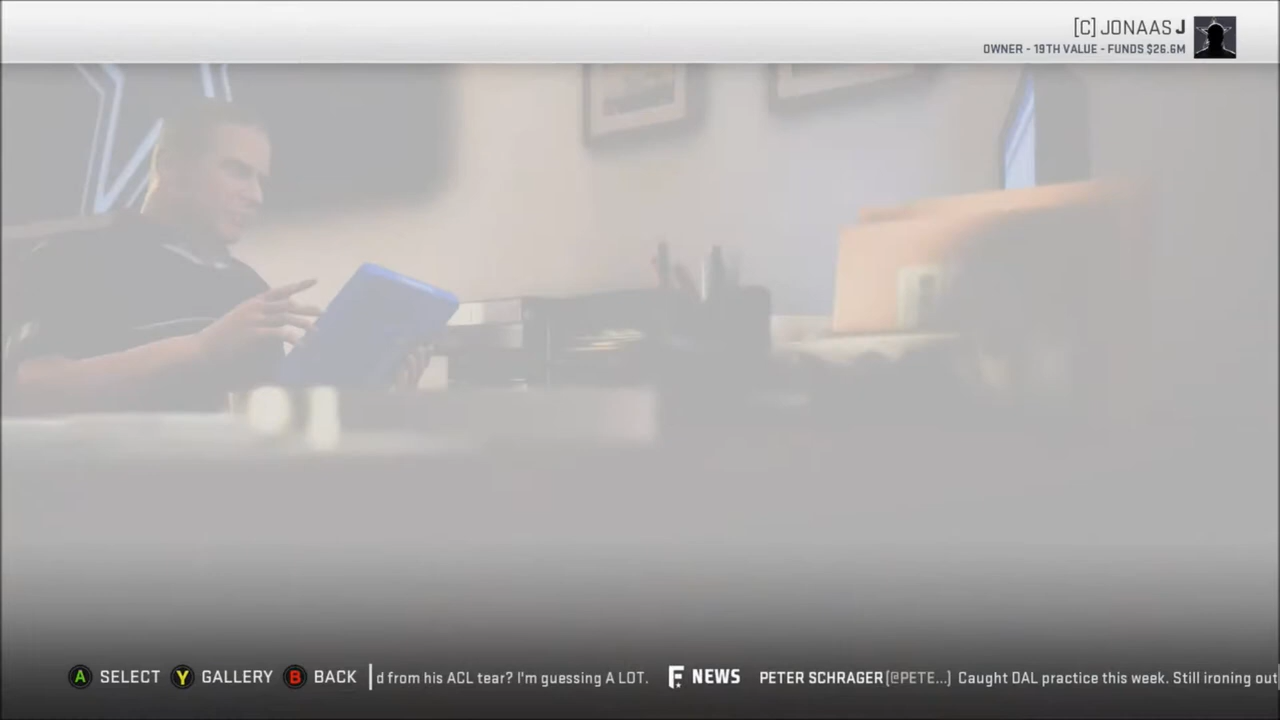 [C] JONAAS J
OWNER - 19TH VALUE - FUNDS $26.6M
A SELECT Y GALLERY B BACK d from his ACL tear? I'm guessing A LOT. F NEWS PETER SCHRAGER [@PETE...] Caught DAL practice this week. Still ironing out